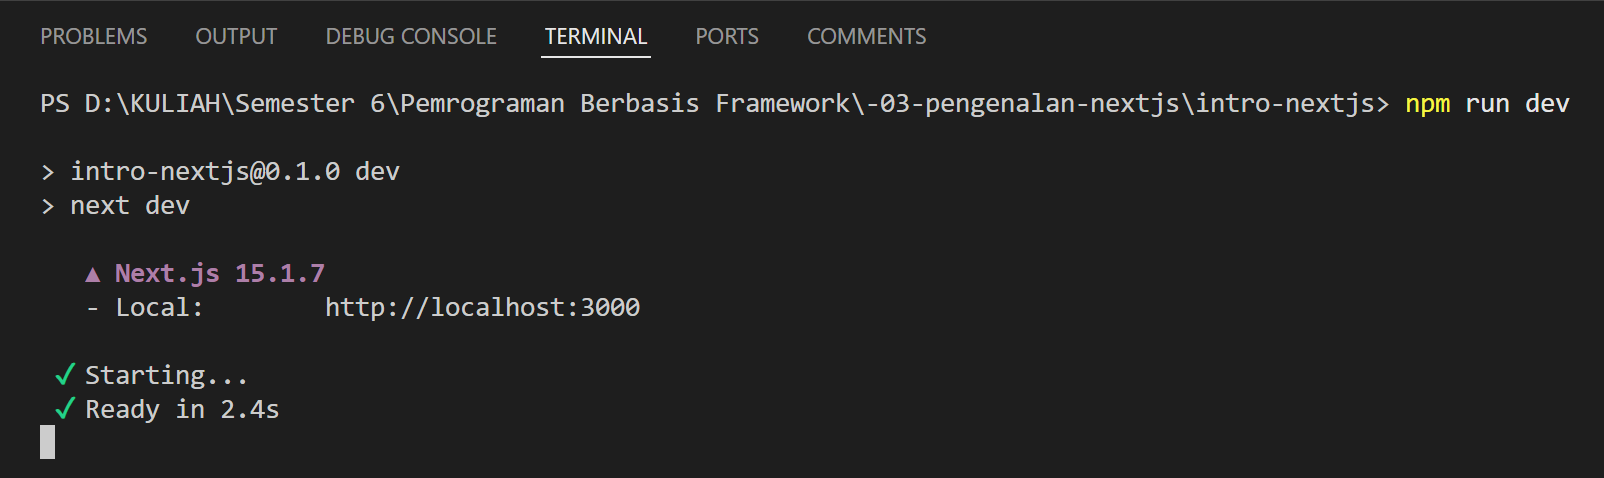 PROBLEMS OUTPUT DEBUG CONSOLE TERMINAL PORTS COMMENTS
PS D:\KULIAH\Semester 6\Pemrograman Berbasis Framework\-03-pengenalan-nextjs\intro-nextjs> npm run dev
> intro-nextjs@0.1.0 dev
> next dev
▲ Next.js 15.1.7
- Local: http://localhost:3000
✓ Starting...
✓ Ready in 2.4s